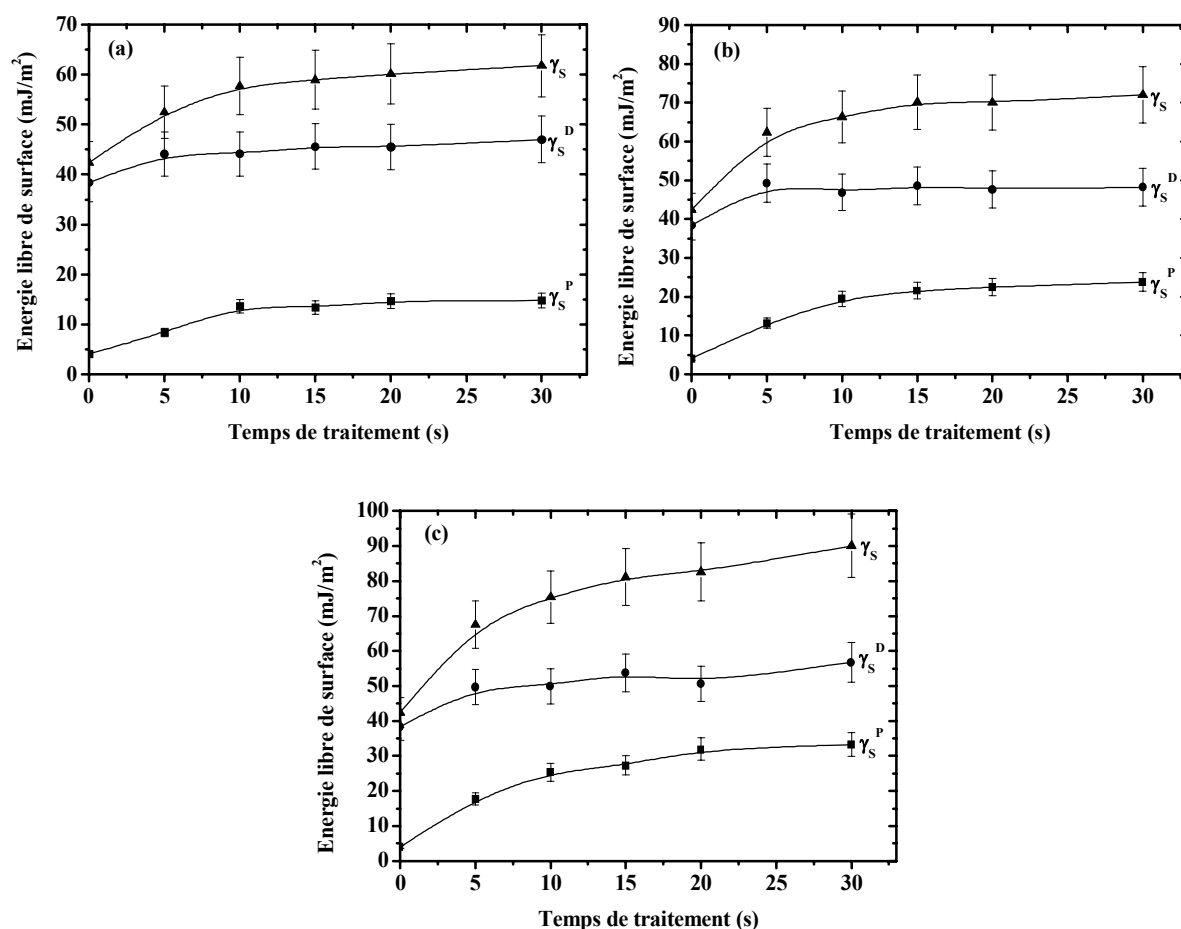 (a)
Energie libre de surface (mJ/m²)
70
60
50
40
30
20
10
0
γS
γS^D
γS^P
0 5 10 15 20 25 30
Temps de traitement (s)
(b)
Energie libre de surface (mJ/m²)
90
80
70
60
50
40
30
20
10
0
γS
γS^D
γS^P
0 5 10 15 20 25 30
Temps de traitement (s)
(c)
Energie libre de surface (mJ/m²)
100
90
80
70
60
50
40
30
20
10
0
γS
γS^D
γS^P
0 5 10 15 20 25 30
Temps de traitement (s)